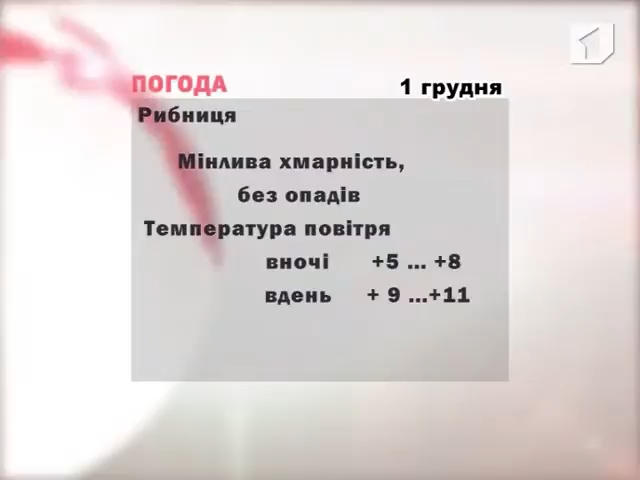 ПОГОДА 1 грудня
Рибниця
Мінлива хмарність,
без опадів
Температура повітря
вночі +5 ... +8
вдень + 9 ...+11